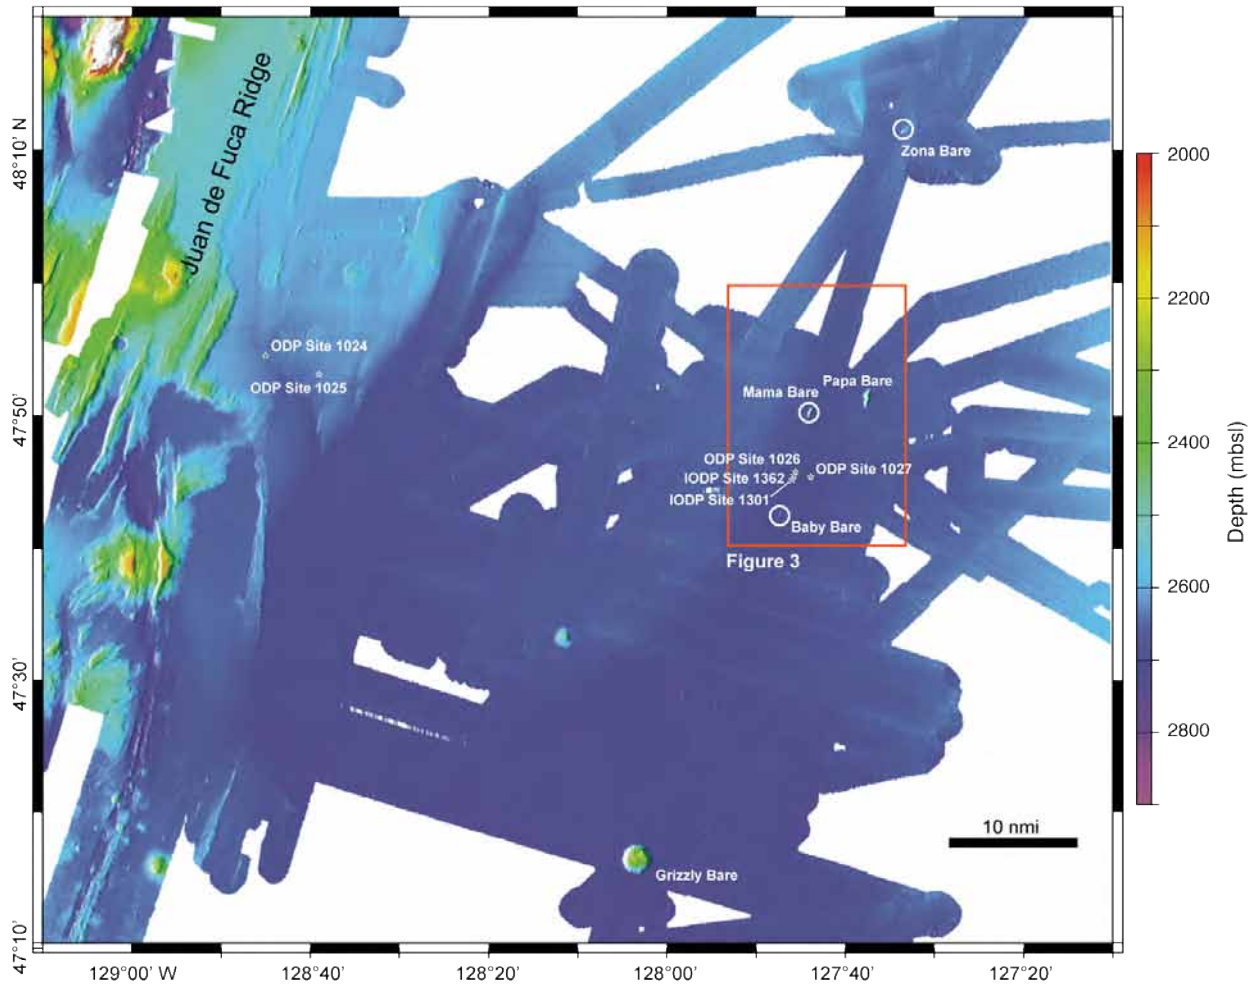 Juan de Fuca Ridge
Zona Bare
ODP Site 1024
ODP Site 1025
Papa Bare
Mama Bare
ODP Site 1026
ODP Site 1027
IODP Site 1362
IODP Site 1301
Baby Bare
Figure 3
Grizzly Bare
10 nmi
48°10' N
47°50'
47°30'
47°10'
129°00' W
128°40'
128°20'
128°00'
127°40'
127°20'
2000
2200
2400
2600
2800
Depth (mbsl)